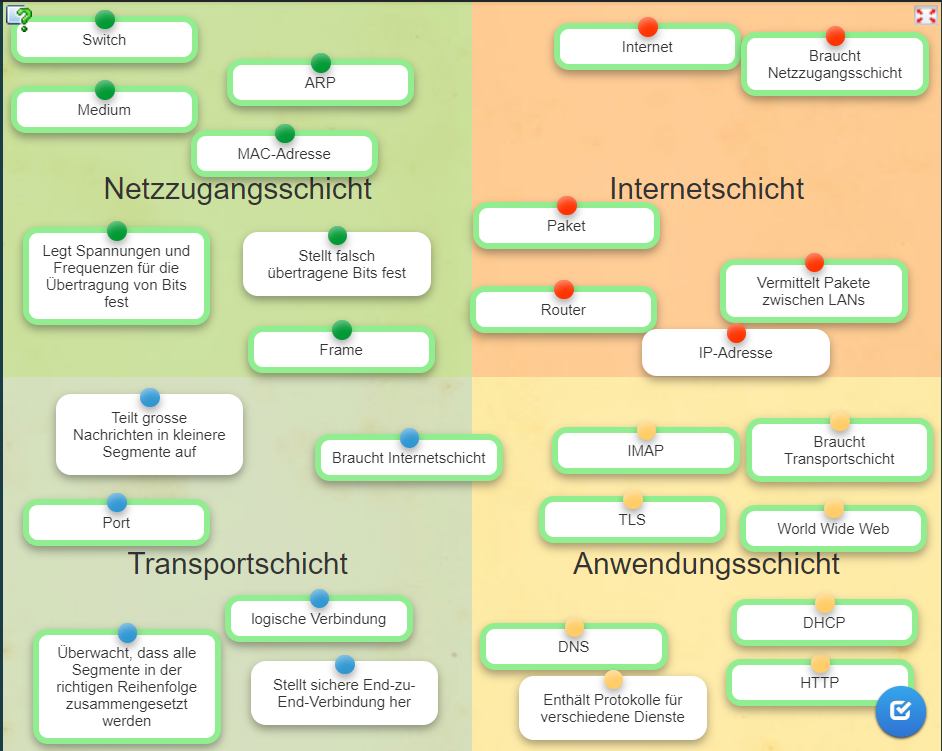 Switch
ARP
Medium
MAC-Adresse
Netzzugangsschicht
Legt Spannungen und
Frequenzen für die
Übertragung von Bits
fest
Stellt falsch
übertragene Bits fest
Frame
Internet
Braucht
Netzzugangsschicht
Internetschicht
Paket
Vermittelt Pakete
zwischen LANs
Router
IP-Adresse
Teilt grosse
Nachrichten in kleinere
Segmente auf
Braucht Internetschicht
Port
Transportschicht
logische Verbindung
Überwacht, dass alle
Segmente in der
richtigen Reihenfolge
zusammengesetzt
werden
Stellt sichere End-zu-
End-Verbindung her
IMAP
Braucht
Transportschicht
TLS
World Wide Web
Anwendungsschicht
DHCP
DNS
HTTP
Enthält Protokolle für
verschiedene Dienste